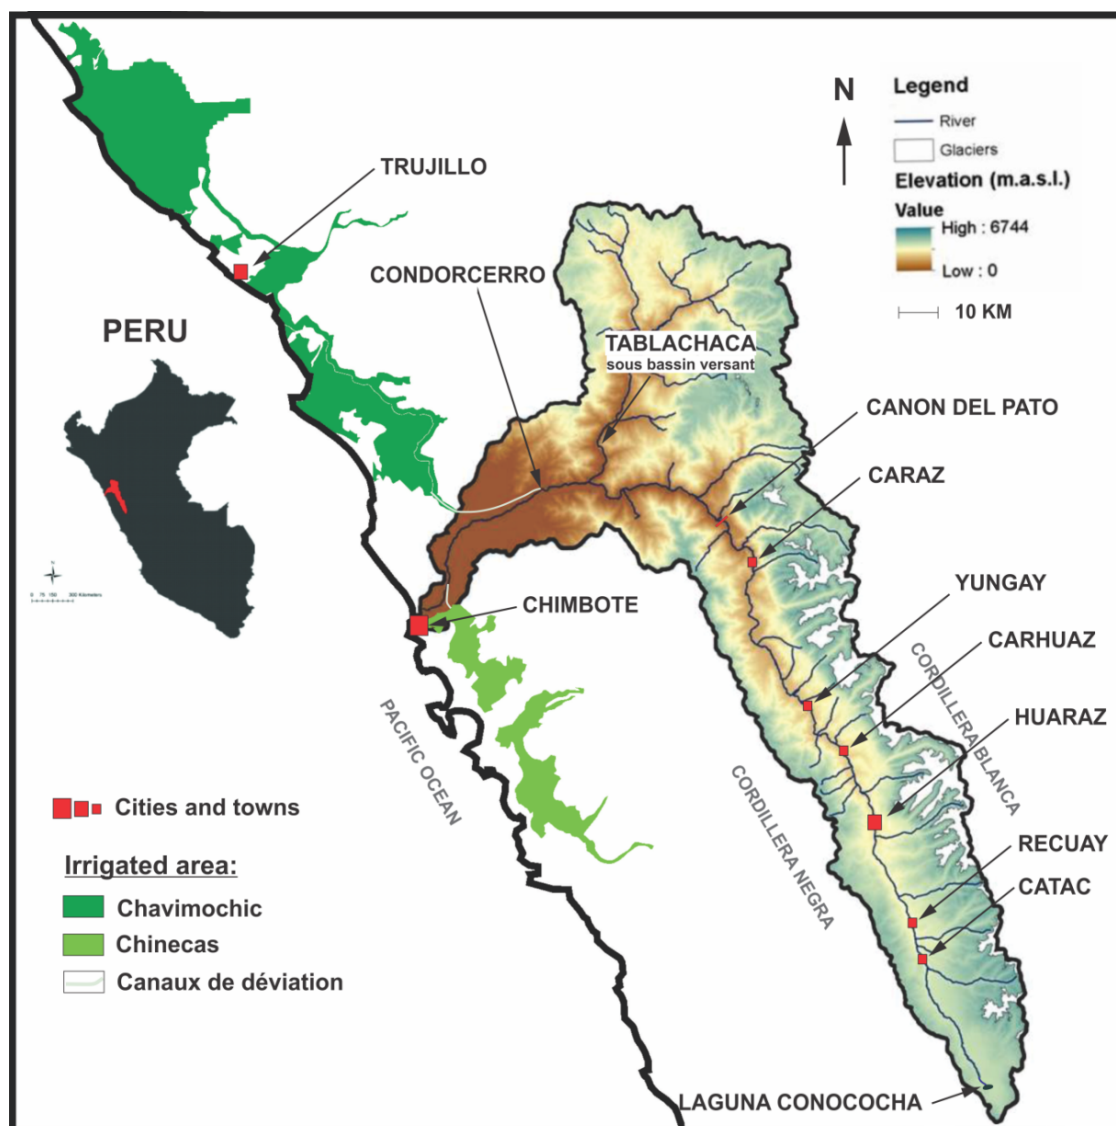 N
Legend
River
Glaciers
Elevation (m.a.s.l.)
Value
High : 6744
Low : 0
10 KM
TRUJILLO
CONDORCERRO
PERU
TABLACHACA
sous bassin versant
CANON DEL PATO
CARAZ
YUNGAY
CHIMBOTE
CARHUAZ
CORDILLERA BLANCA
HUARAZ
PACIFIC OCEAN
CORDILLERA NEGRA
Cities and towns
RECUAY
Irrigated area:
CATAC
Chavimochic
Chinecas
Canaux de déviation
LAGUNA CONOCOCHA